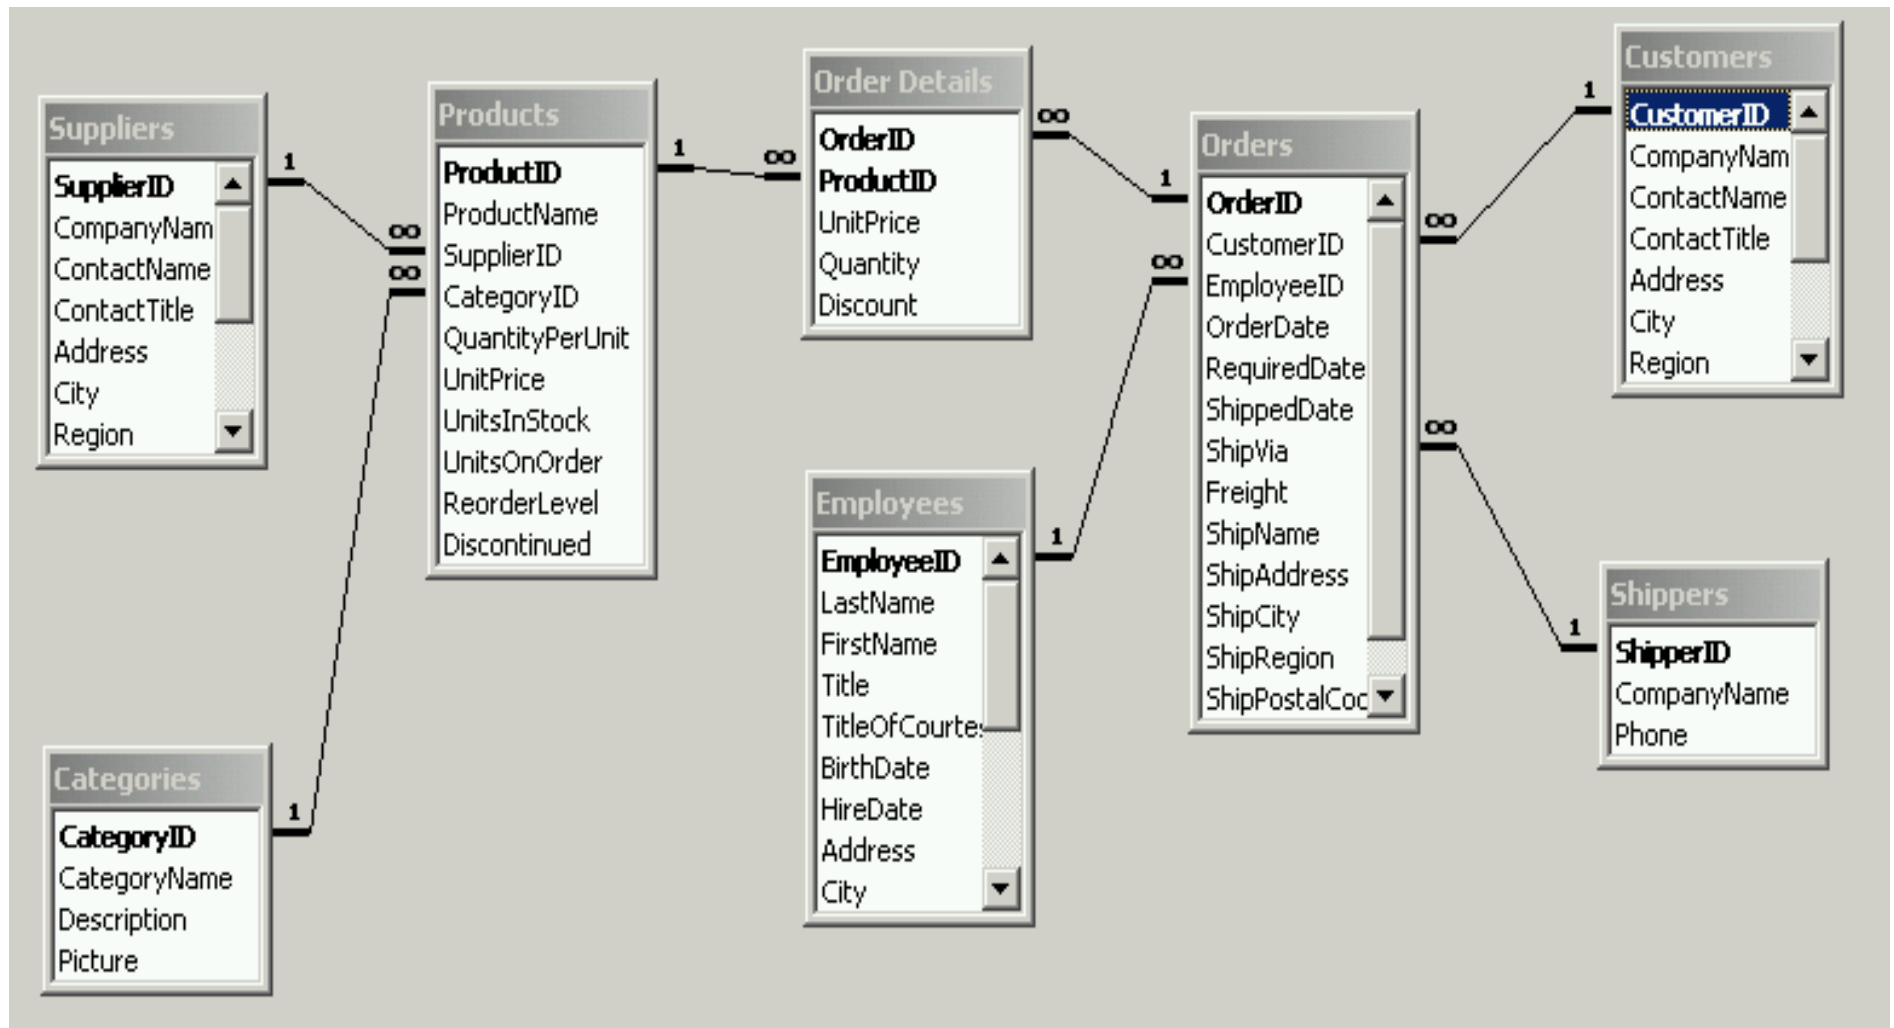 Suppliers
SupplierID
CompanyNam
ContactName
ContactTitle
Address
City
Region
1
∞
∞
Products
ProductID
ProductName
SupplierID
CategoryID
QuantityPerUnit
UnitPrice
UnitsInStock
UnitsOnOrder
ReorderLevel
Discontinued
1
∞
Order Details
OrderID
ProductID
UnitPrice
Quantity
Discount
∞
1
∞
Orders
OrderID
CustomerID
EmployeeID
OrderDate
RequiredDate
ShippedDate
ShipVia
Freight
ShipName
ShipAddress
ShipCity
ShipRegion
ShipPostalCod
∞
∞
1
Customers
CustomerID
CompanyNam
ContactName
ContactTitle
Address
City
Region
Categories
CategoryID
CategoryName
Description
Picture
1
Employees
EmployeeID
LastName
FirstName
Title
TitleOfCourtes
BirthDate
HireDate
Address
City
1
1
Shippers
ShipperID
CompanyName
Phone